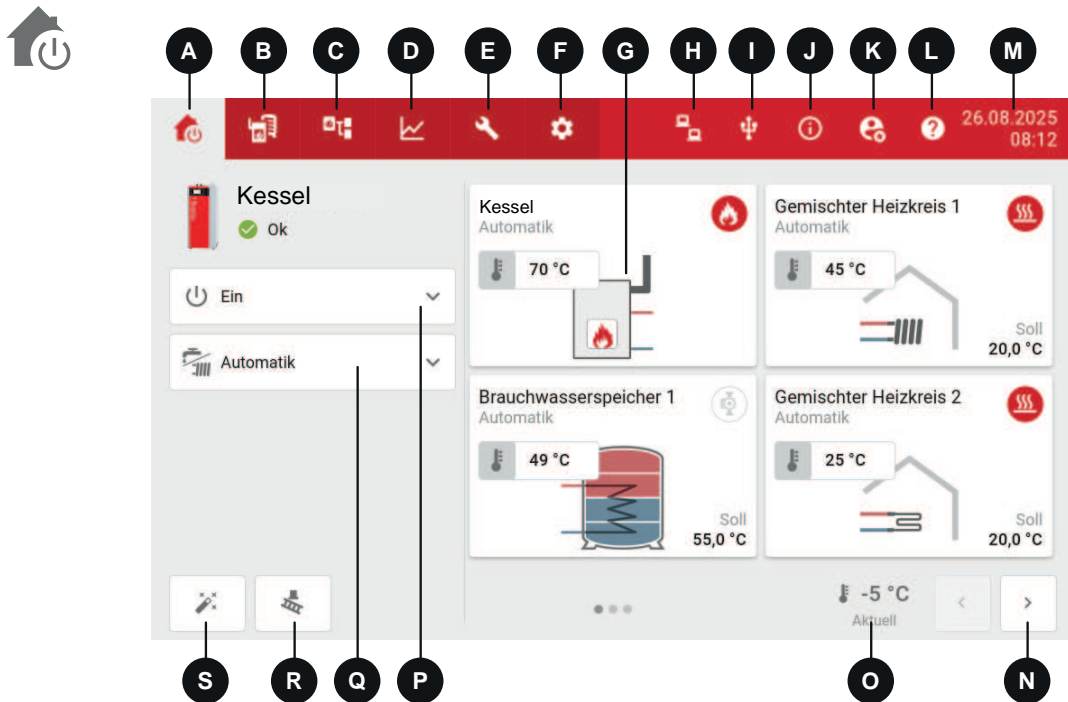 A B C D E F G H I J K L M
26.08.2025
08:12
Kessel
Ok
Ein
Automatik
Kessel
Automatik
70 °C
Gemischter Heizkreis 1
Automatik
45 °C
Soll
20,0 °C
Brauchwasserspeicher 1
Automatik
49 °C
Soll
55,0 °C
Gemischter Heizkreis 2
Automatik
25 °C
Soll
20,0 °C
-5 °C
Aktuell
S R Q P O N